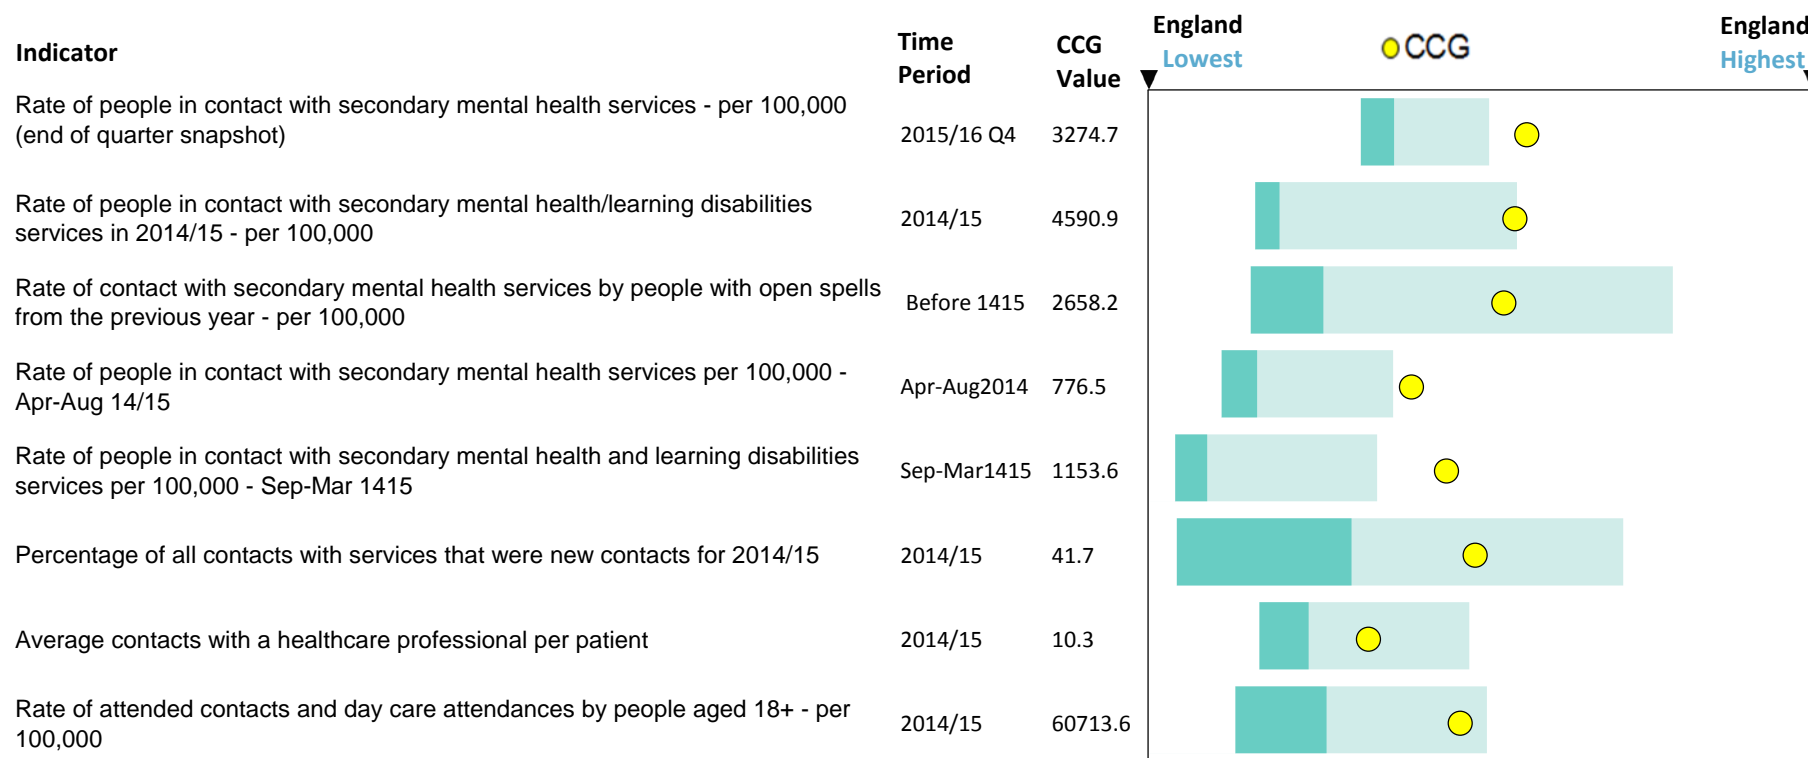 Indicator
Time
Period
CCG
Value
England
Lowest
CCG
England
Highest
Rate of people in contact with secondary mental health services - per 100,000
(end of quarter snapshot)
2015/16 Q4
3274.7
Rate of people in contact with secondary mental health/learning disabilities
services in 2014/15 - per 100,000
2014/15
4590.9
Rate of contact with secondary mental health services by people with open spells
from the previous year - per 100,000
Before 1415
2658.2
Rate of people in contact with secondary mental health services per 100,000 -
Apr-Aug 14/15
Apr-Aug2014
776.5
Rate of people in contact with secondary mental health and learning disabilities
services per 100,000 - Sep-Mar 1415
Sep-Mar1415
1153.6
Percentage of all contacts with services that were new contacts for 2014/15
2014/15
41.7
Average contacts with a healthcare professional per patient
2014/15
10.3
Rate of attended contacts and day care attendances by people aged 18+ - per
100,000
2014/15
60713.6